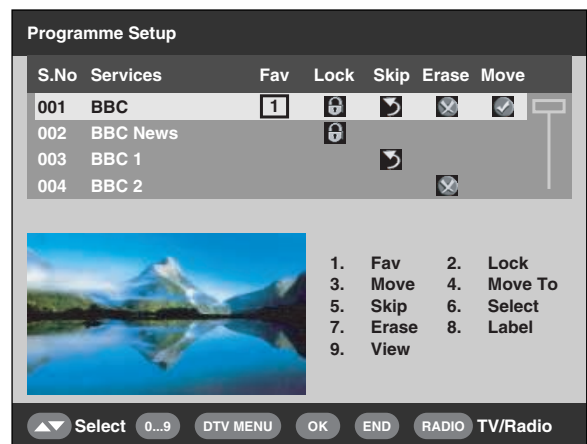 Programme Setup
S.No Services Fav Lock Skip Erase Move
001 BBC 1
002 BBC News
003 BBC 1
004 BBC 2
1. Fav 2. Lock
3. Move 4. Move To
5. Skip 6. Select
7. Erase 8. Label
9. View
Select 0...9 DTV MENU OK END RADIO TV/Radio